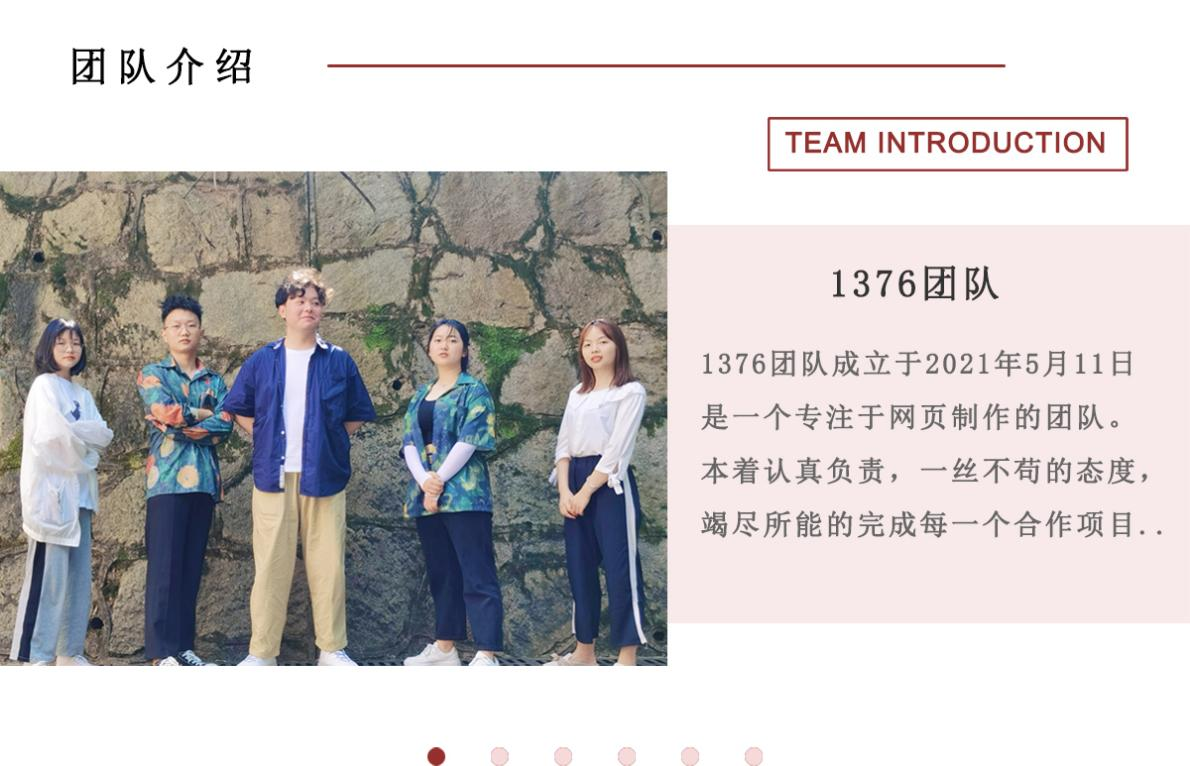 团队介绍
TEAM INTRODUCTION
1376团队
1376团队成立于2021年5月11日
是一个专注于网页制作的团队。
本着认真负责，一丝不苟的态度，
竭尽所能的完成每一个合作项目..